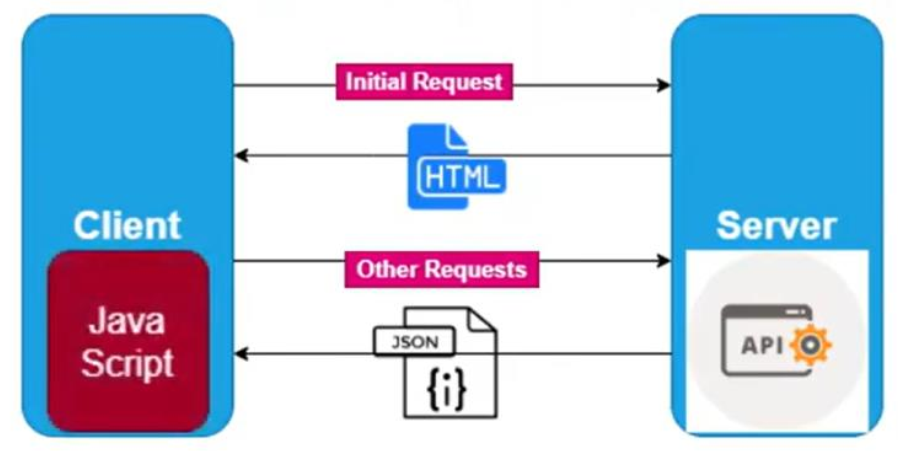 Initial Request
HTML
Client
Server
Other Requests
Java
Script
JSON
API
{i}